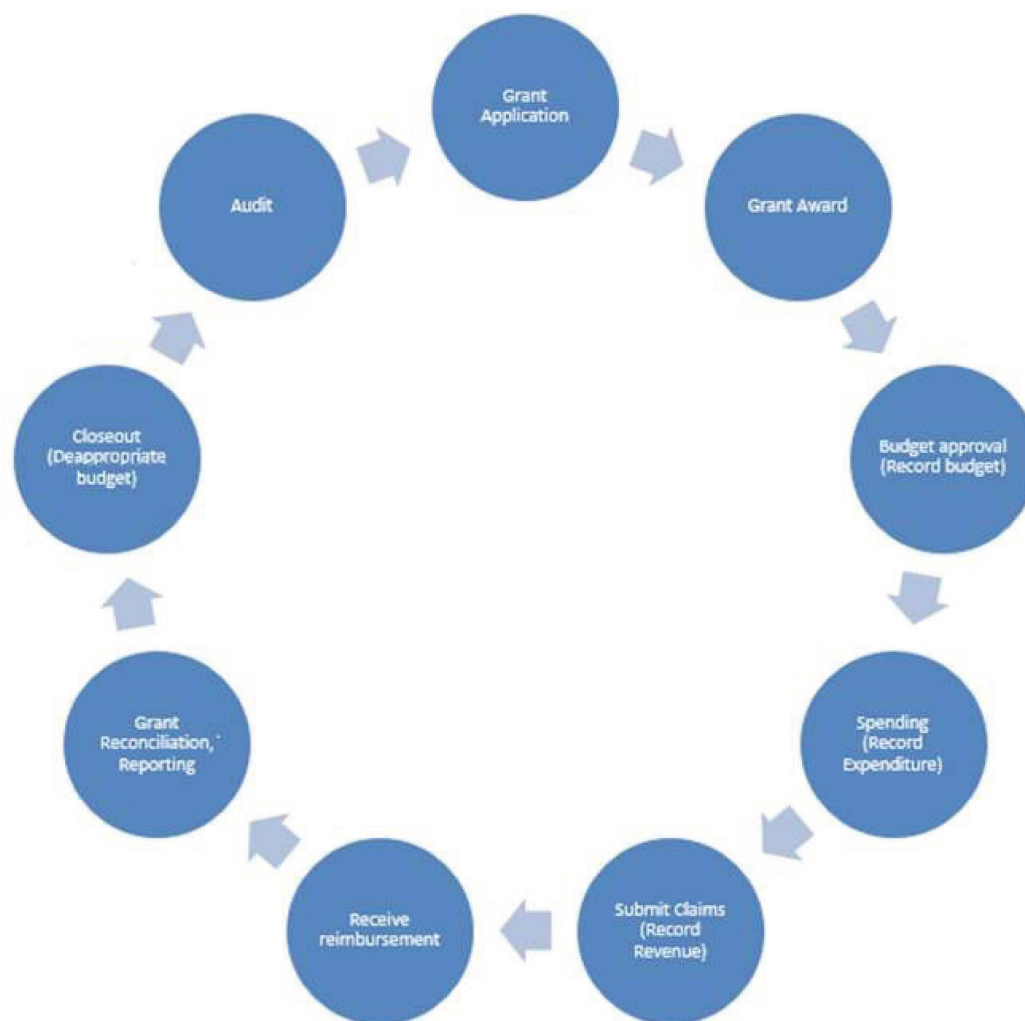 Grant
Application
Grant Award
Budget approval
(Record budget)
Spending
(Record
Expenditure)
Submit Claims
(Record
Revenue)
Receive
reimbursement
Grant
Reconciliation,
Reporting
Closeout
(Deappropriate
budget)
Audit